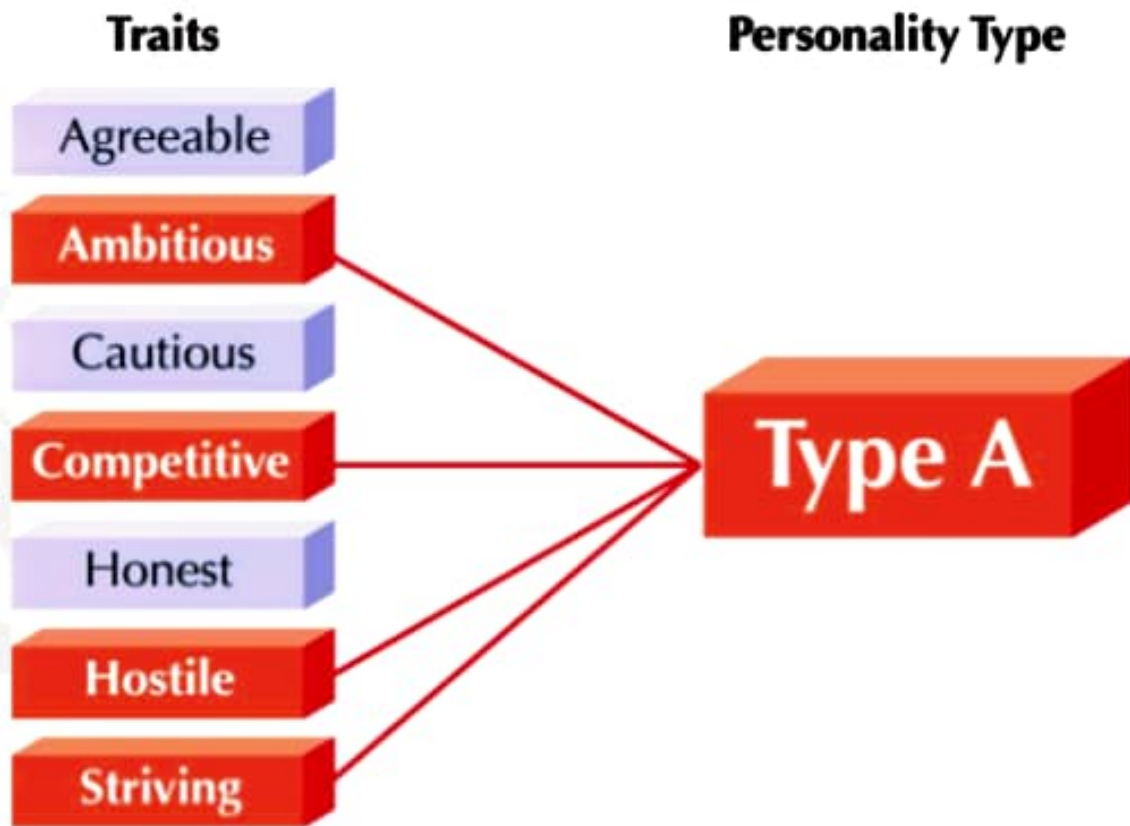 Traits
Personality Type
Agreeable
Ambitious
Cautious
Competitive
Honest
Hostile
Striving
Type A